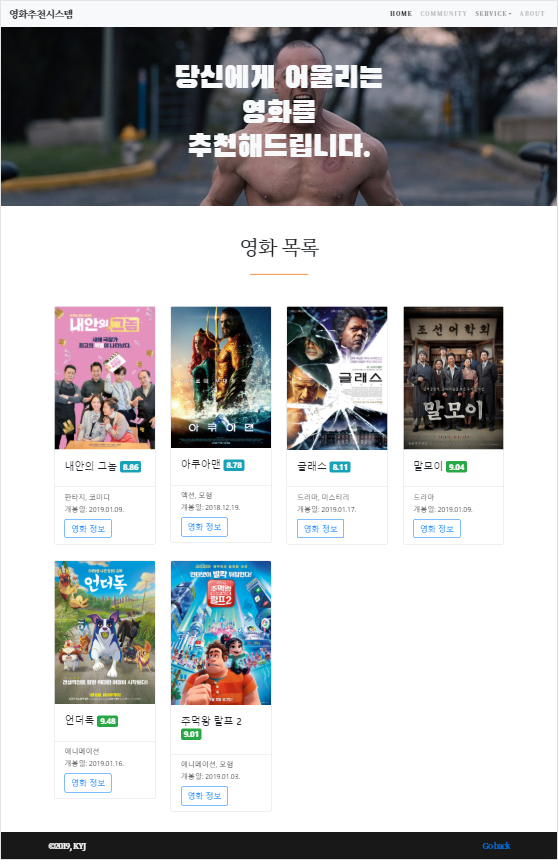 영화추천시스템
HOME COMMUNITY SERVICE ABOUT
당신에게 어울리는
영화를
추천해드립니다.
영화 목록
내안의 그놈
내안의 그놈 8.86
판타지, 코미디
개봉일: 2019.01.09.
영화 정보
아쿠아맨
아쿠아맨 8.78
액션, 모험
개봉일: 2018.12.19.
영화 정보
글래스
글래스 8.11
드라마, 미스터리
개봉일: 2019.01.17.
영화 정보
조선어학회
말모이
말모이 9.04
드라마
개봉일: 2019.01.09.
영화 정보
언더독
언더독 9.48
애니메이션
개봉일: 2019.01.16.
영화 정보
인터넷이 발칵 뒤집힌다!
주먹왕
랄프2
주먹왕 랄프 2
9.01
애니메이션, 모험
개봉일: 2019.01.03.
영화 정보
©2019, KYJ
Go back